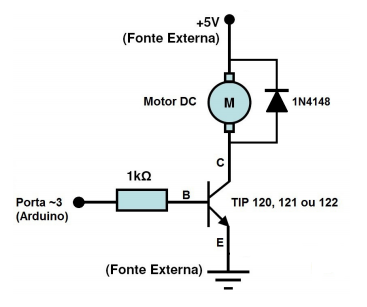 +5V
(Fonte Externa)
Motor DC
M
1N4148
C
1kΩ
B
TIP 120, 121 ou 122
Porta ~3
(Arduino)
E
(Fonte Externa)